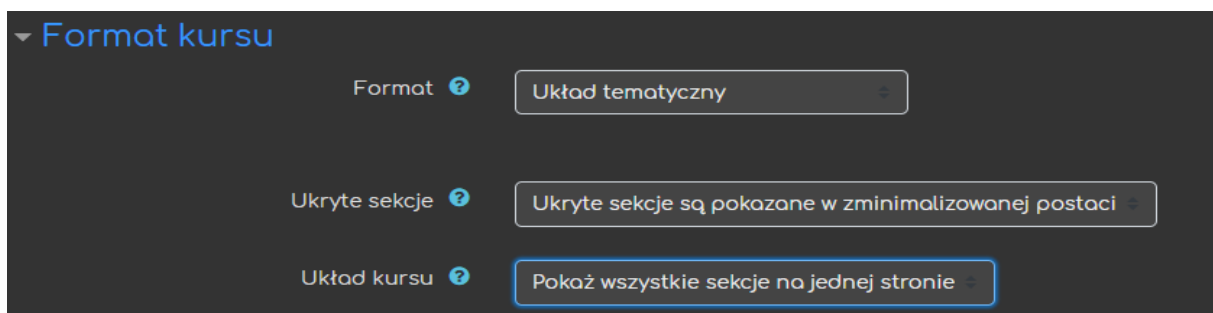 Format kursu
Format
Układ tematyczny
Ukryte sekcje
Ukryte sekcje są pokazane w zminimalizowanej postaci
Układ kursu
Pokaż wszystkie sekcje na jednej stronie